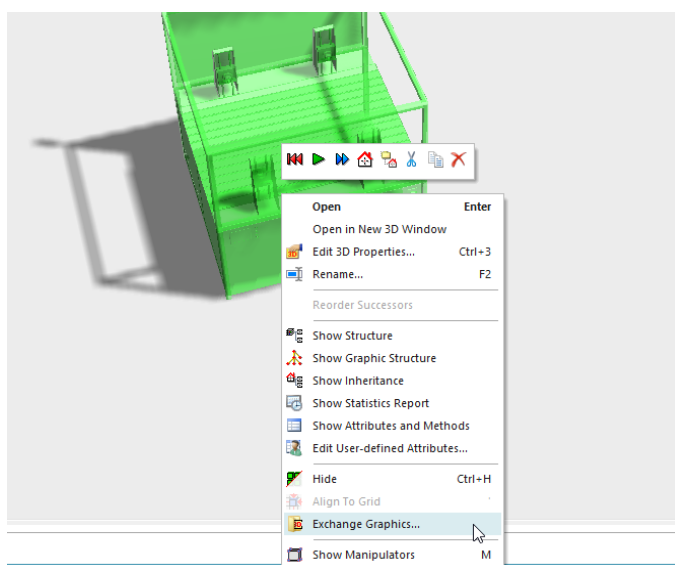 Open Enter
Open in New 3D Window
Edit 3D Properties... Ctrl+3
Rename... F2
Reorder Successors
Show Structure
Show Graphic Structure
Show Inheritance
Show Statistics Report
Show Attributes and Methods
Edit User-defined Attributes...
Hide Ctrl+H
Align To Grid '
Exchange Graphics...
Show Manipulators M